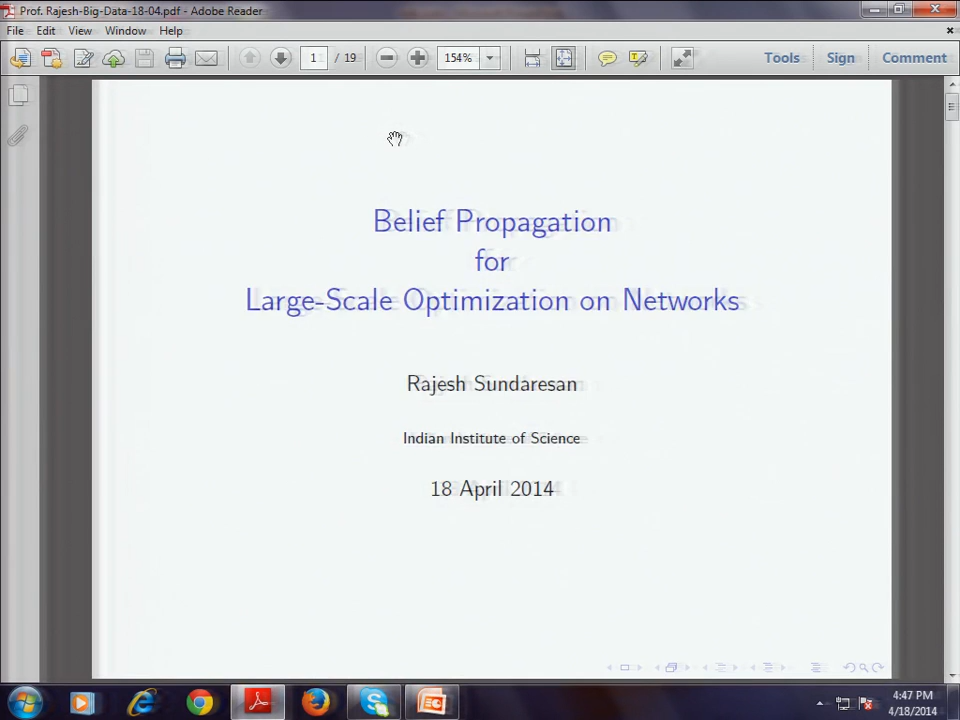 Prof. Rajesh-Big-Data-18-04.pdf - Adobe Reader
File Edit View Window Help
1 / 19 154% Tools Sign Comment
Belief Propagation
for
Large-Scale Optimization on Networks
Rajesh Sundaresan
Indian Institute of Science
18 April 2014
4:47 PM
4/18/2014